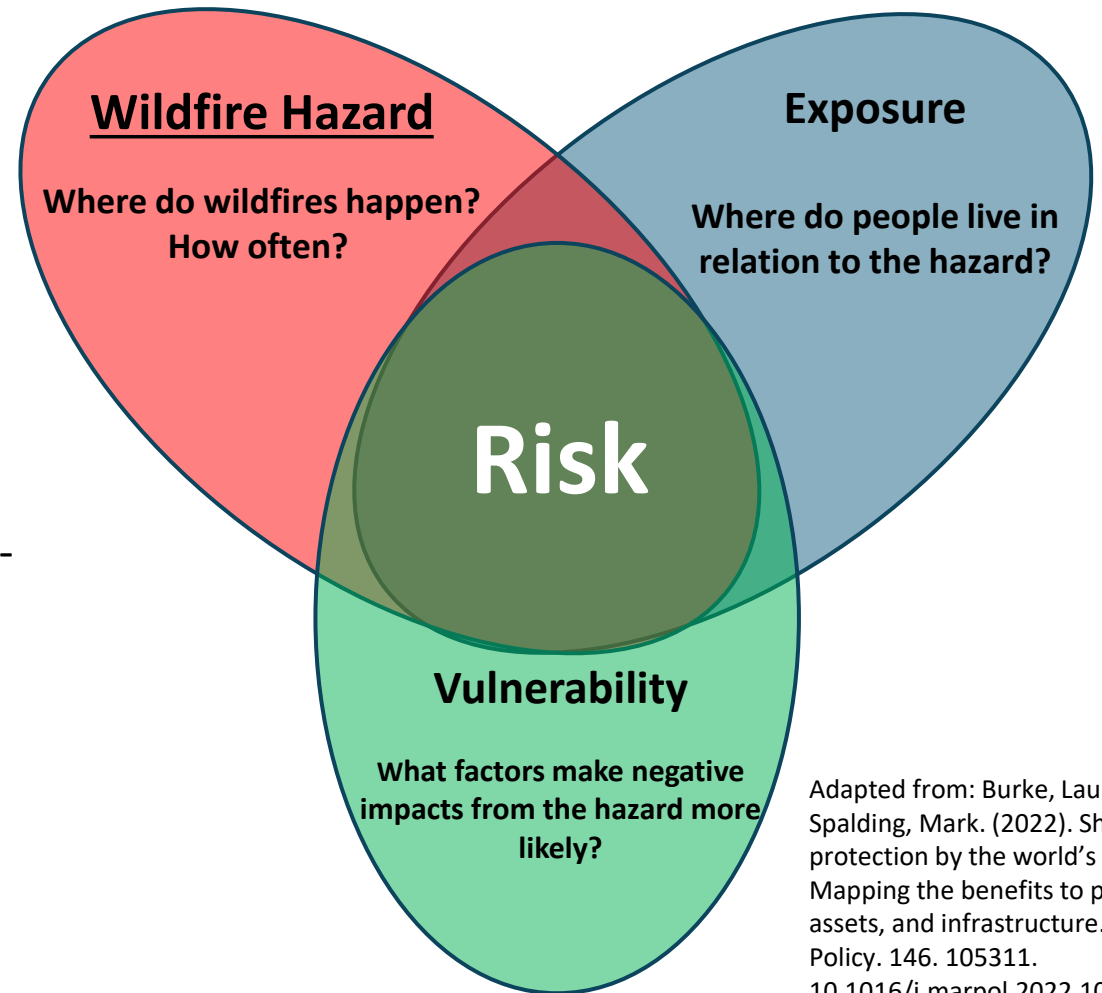 Wildfire Hazard
Where do wildfires happen?
How often?
Exposure
Where do people live in
relation to the hazard?
Risk
-
Vulnerability
What factors make negative
impacts from the hazard more
likely?
Adapted from: Burke, Lau
Spalding, Mark. (2022). Sh
protection by the world's
Mapping the benefits to p
assets, and infrastructure.
Policy. 146. 105311.